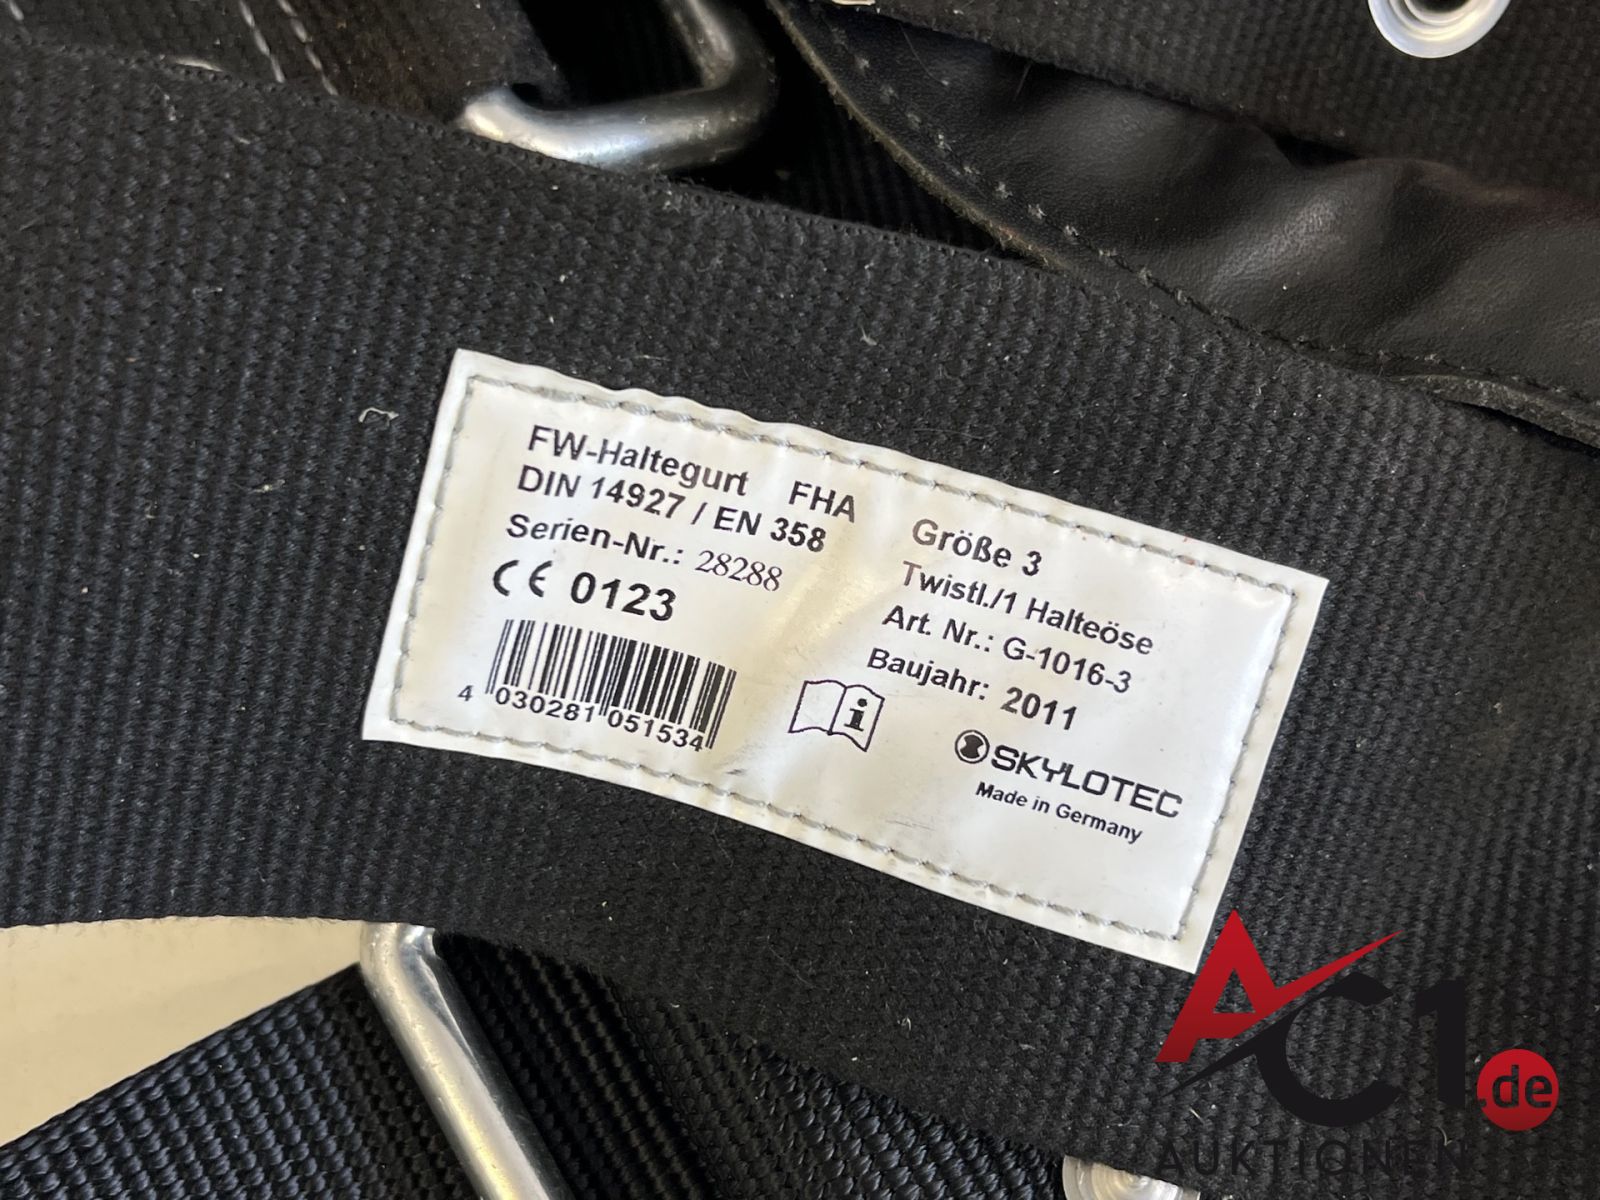 FW-Haltegurt FHA
DIN 14927 / EN 358
Serien-Nr.: 28288
CE 0123
4 030281 051534
Größe 3
Twistl./1 Halteöse
Art. Nr.: G-1016-3
Baujahr: 2011
i
SKYLOTEC
Made in Germany
AC1.de
AUKTIONEN